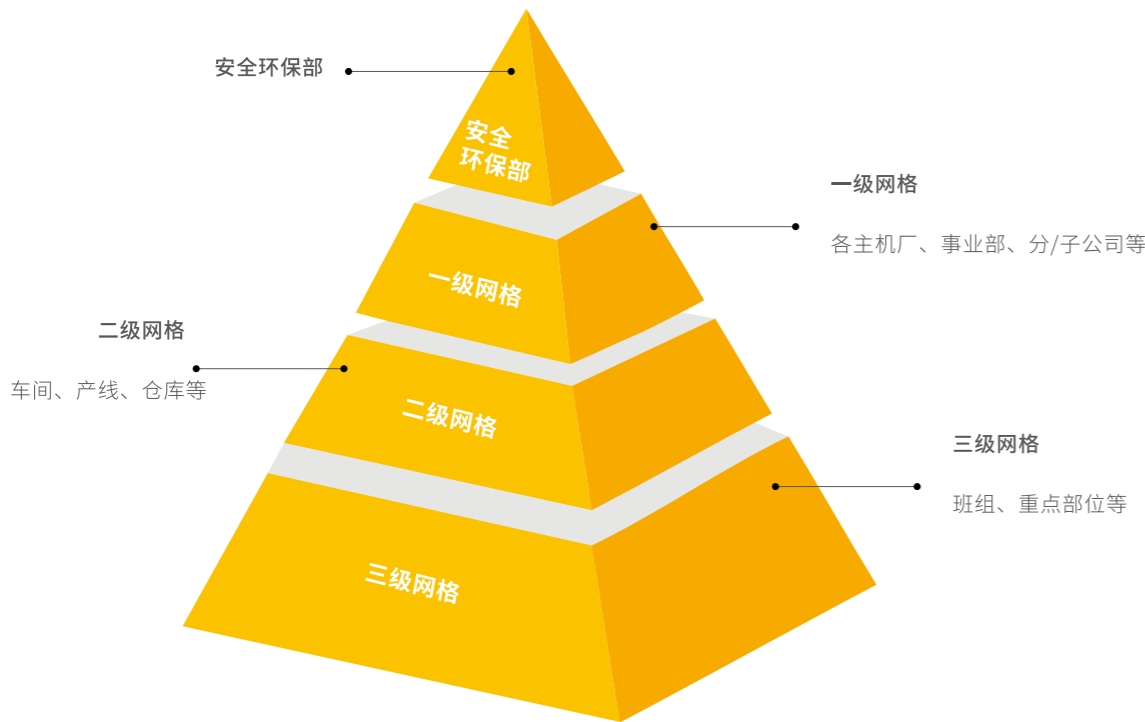 安全环保部
安全
环保部
一级网格
各主机厂、事业部、分/子公司等
一级网格
二级网格
车间、产线、仓库等
二级网格
三级网格
班组、重点部位等
三级网格